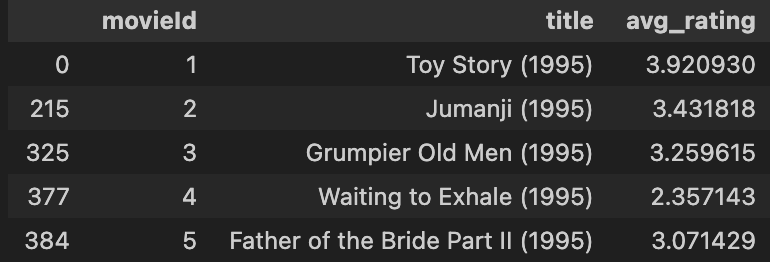 movieId title avg_rating
0 1 Toy Story (1995) 3.920930
215 2 Jumanji (1995) 3.431818
325 3 Grumpier Old Men (1995) 3.259615
377 4 Waiting to Exhale (1995) 2.357143
384 5 Father of the Bride Part II (1995) 3.071429